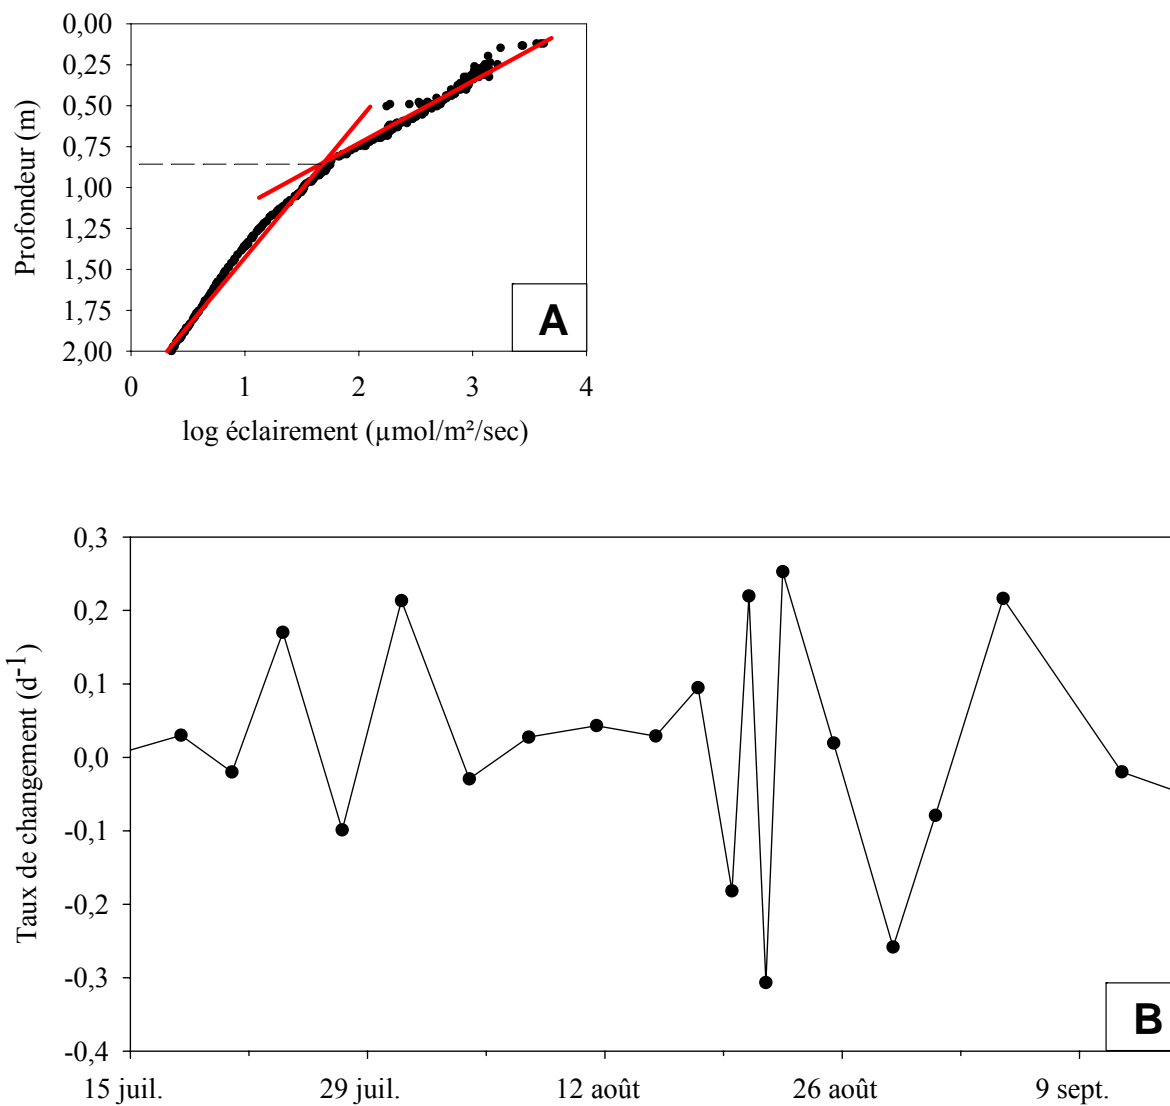 0,00
0,25
0,50
0,75
1,00
1,25
1,50
1,75
2,00
Profondeur (m)
A
0 1 2 3 4
log éclairement (µmol/m²/sec)
0,3
0,2
0,1
0,0
-0,1
-0,2
-0,3
-0,4
Taux de changement (d-1)
B
15 juil. 29 juil. 12 août 26 août 9 sept.